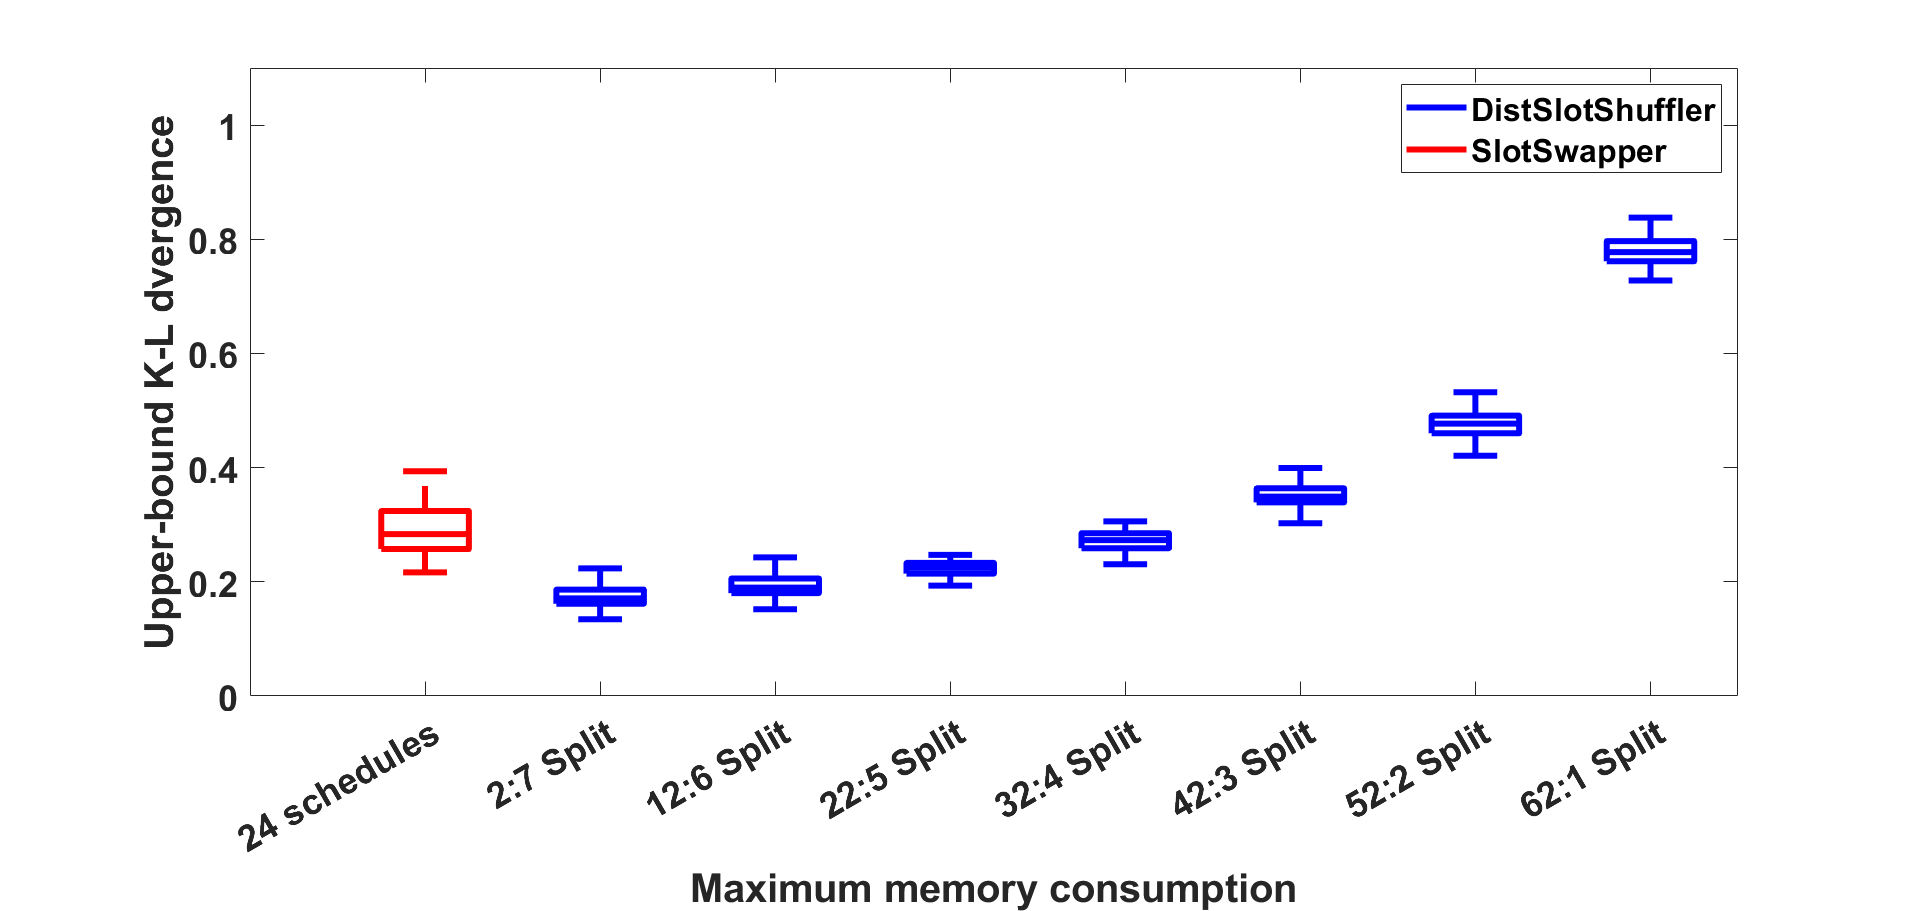 DistSlotShuffler
SlotSwapper
Upper-bound K-L dvergence
1
0.8
0.6
0.4
0.2
0
24 schedules
2:7 Split
12:6 Split
22:5 Split
32:4 Split
42:3 Split
52:2 Split
62:1 Split
Maximum memory consumption